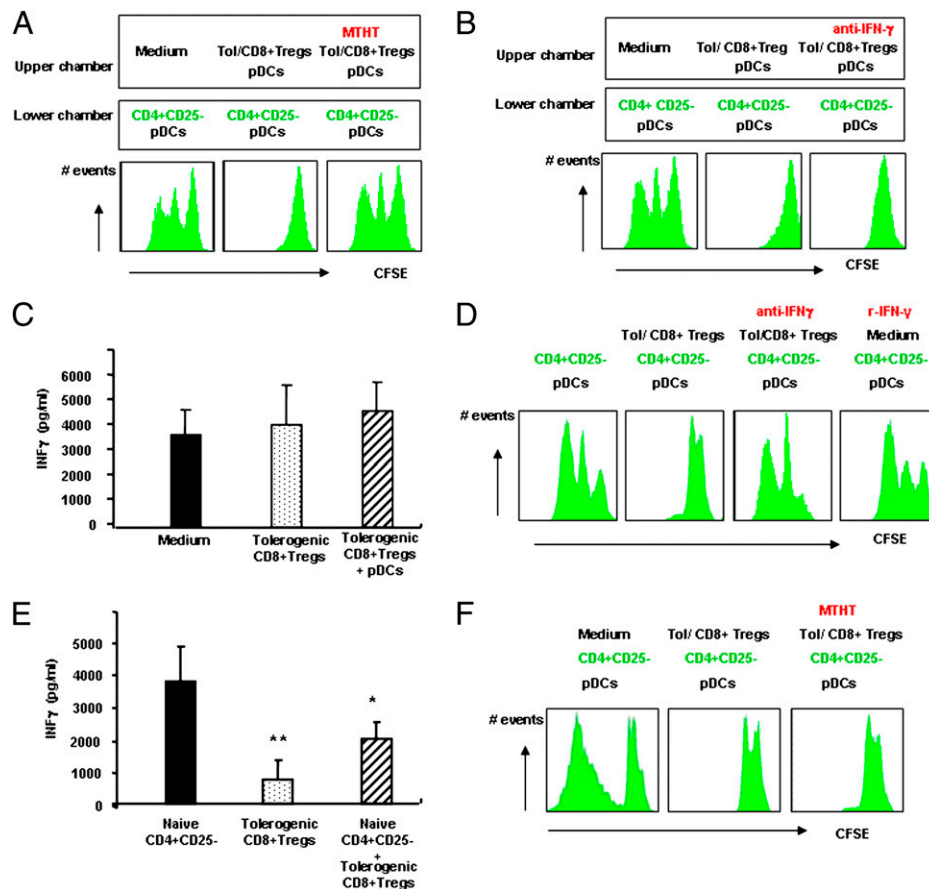 A
MTHT
Medium Tol/CD8+Tregs Tol/CD8+Tregs
Upper chamber pDCs pDCs
Lower chamber CD4+CD25- CD4+CD25- CD4+CD25-
pDCs pDCs pDCs
# events
CFSE
B
anti-IFN-γ
Medium Tol/ CD8+Treg Tol/ CD8+Tregs
Upper chamber pDCs pDCs
Lower chamber CD4+ CD25- CD4+CD25- CD4+CD25-
pDCs pDCs pDCs
# events
CFSE
C
INFγ (pg/ml)
6000
5000
4000
3000
2000
1000
0
Medium Tolerogenic Tolerogenic
CD8+Tregs CD8+Tregs
+ pDCs
D
anti-IFNγ r-IFN-γ
Tol/ CD8+ Tregs Tol/CD8+ Tregs Medium
CD4+CD25- CD4+CD25- CD4+CD25- CD4+CD25-
pDCs pDCs pDCs pDCs
# events
CFSE
E
INFγ (pg/ml)
5000
4000
3000
2000
1000
0
**
*
Naive Tolerogenic Naive
CD4+CD25- CD8+Tregs CD4+CD25-
+
Tolerogenic
CD8+Tregs
F
MTHT
Medium Tol/ CD8+ Tregs Tol/ CD8+ Tregs
CD4+CD25- CD4+CD25- CD4+CD25-
pDCs pDCs pDCs
# events
CFSE